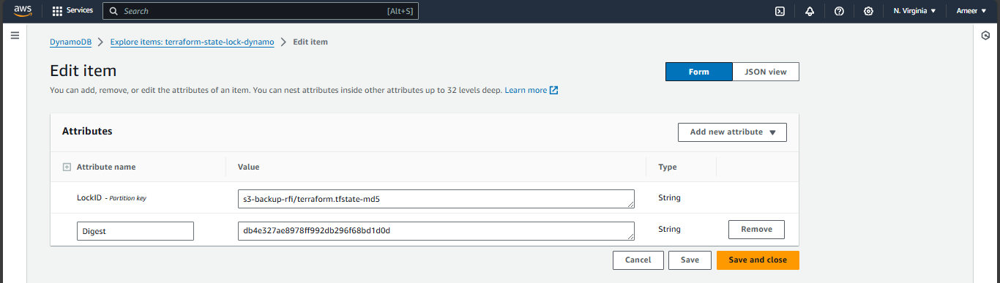 aws Services Search [Alt+S] N. Virginia Ameer
DynamoDB Explore items: terraform-state-lock-dynamo Edit item
Edit item
Form JSON view
You can add, remove, or edit the attributes of an item. You can nest attributes inside other attributes up to 32 levels deep. Learn more
Attributes
Add new attribute
Attribute name Value Type
LockID - Partition key s3-backup-rfi/terraform.tfstate-md5 String
Digest db4e327ae8978ff992db296f68bd1d0d String Remove
Cancel Save Save and close